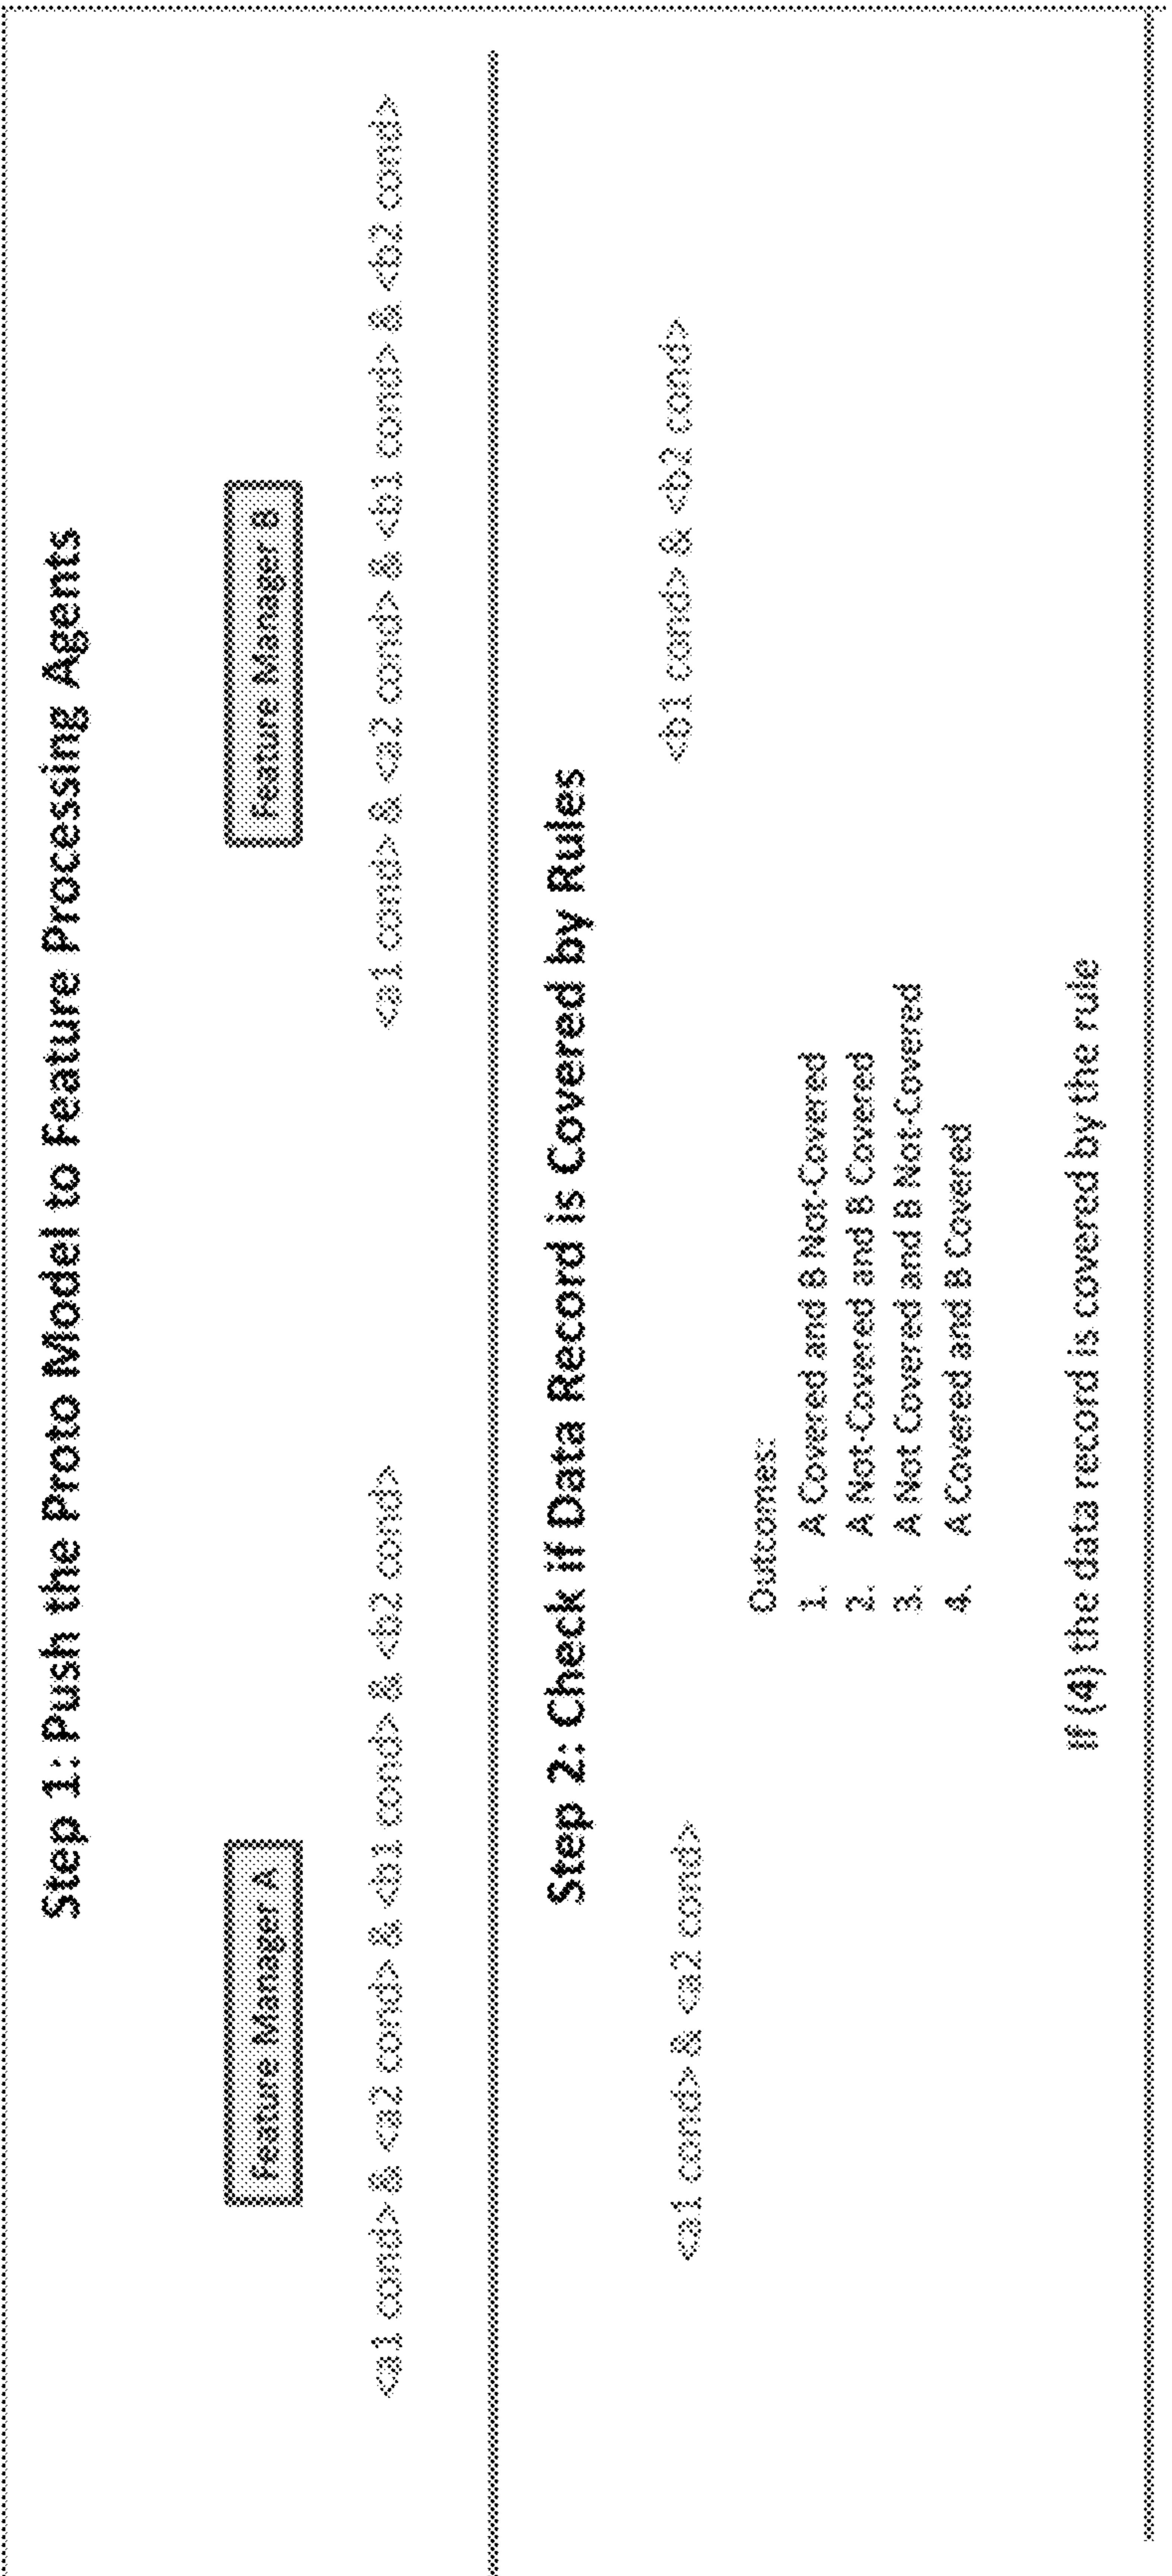 Step 1: Push the Proto Model to Feature Processing Agents
Feature Manager A
Feature Manager B
<a1 cond> & <a2 cond> & <b1 cond> & <b2 cond>
<a1 cond> & <a2 cond> & <b1 cond> & <b2 cond>
Step 2: Check if Data Record is Covered by Rules
<a1 cond> & <a2 cond>
<b1 cond> & <b2 cond>
Outcomes:
1. A Covered and B Not-Covered
2. A Not-Covered and B Covered
3. A Not Covered and B Not-Covered
4. A Covered and B Covered
If (4) the data record is covered by the rule